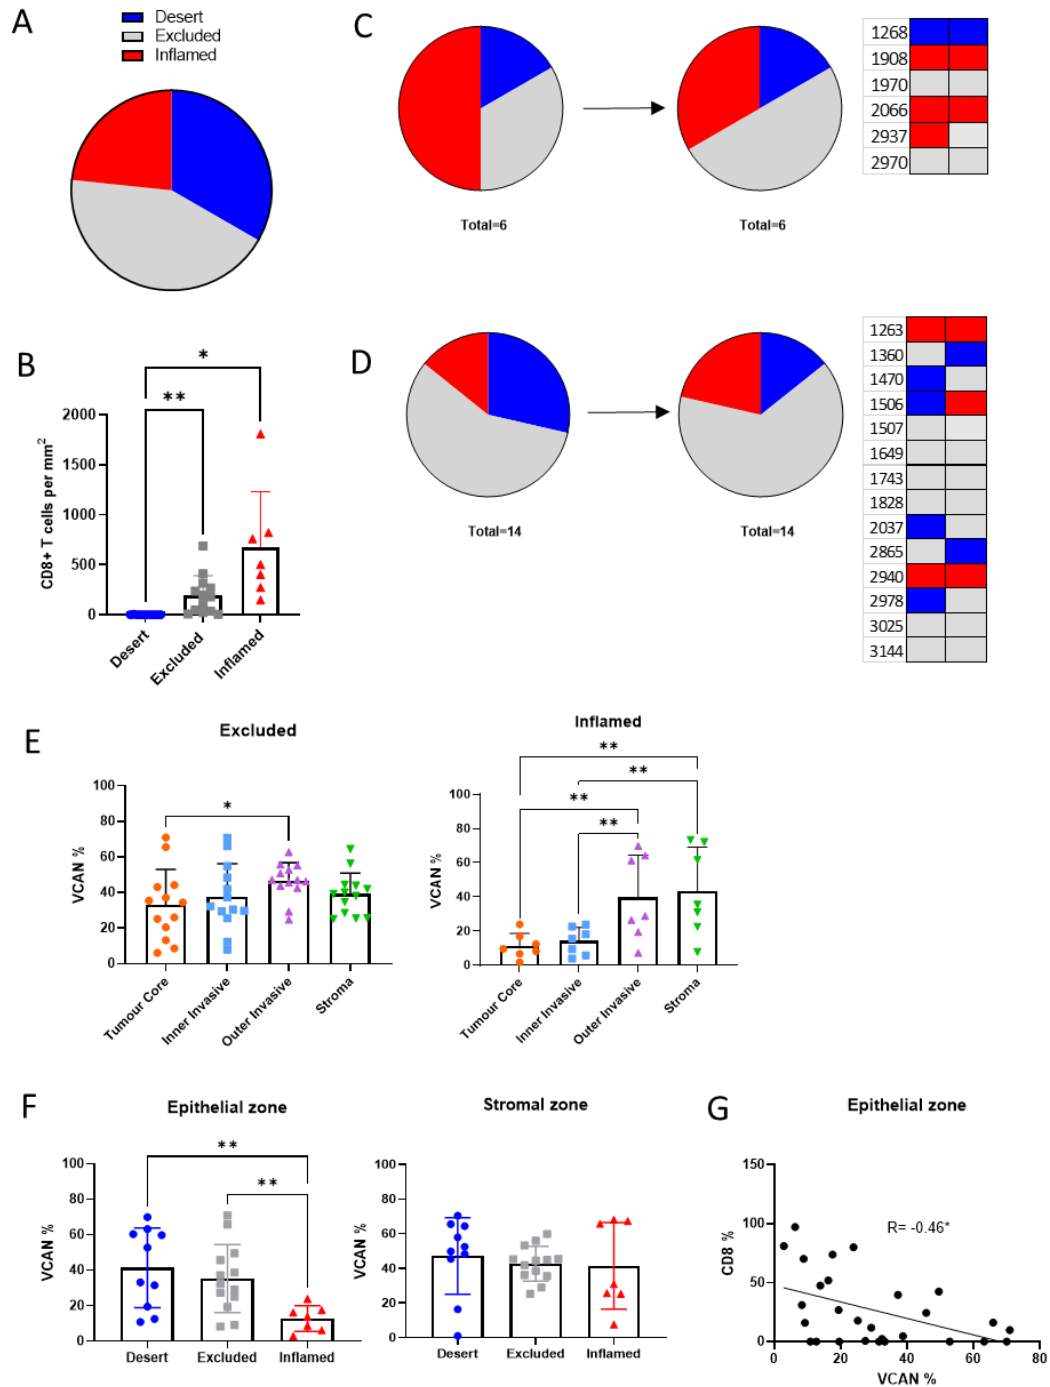 A
Desert
Excluded
Inflamed
B
CD8+ T cells per mm²
2000
1500
1000
500
0
*
**
Desert
Excluded
Inflamed
C
Total=6
Total=6
1268
1908
1970
2066
2937
2970
D
Total=14
Total=14
1263
1360
1470
1506
1507
1649
1743
1828
2037
2865
2940
2978
3025
3144
E
Excluded
VCAN %
100
80
60
40
20
0
*
Tumour Core
Inner Invasive
Outer Invasive
Stroma
Inflamed
VCAN %
100
80
60
40
20
0
**
**
**
**
Tumour Core
Inner Invasive
Outer Invasive
Stroma
F
Epithelial zone
VCAN %
100
80
60
40
20
0
**
**
Desert
Excluded
Inflamed
Stromal zone
VCAN %
100
80
60
40
20
0
Desert
Excluded
Inflamed
G
Epithelial zone
CD8 %
150
100
50
0
R= -0.46*
0
20
40
60
80
VCAN %